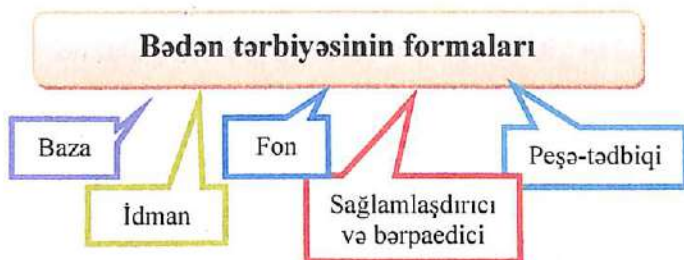 Bədən tərbiyəsinin formaları
Baza
İdman
Fon
Sağlamlaşdırıcı
və bərpaedici
Peşə-tədbiqi